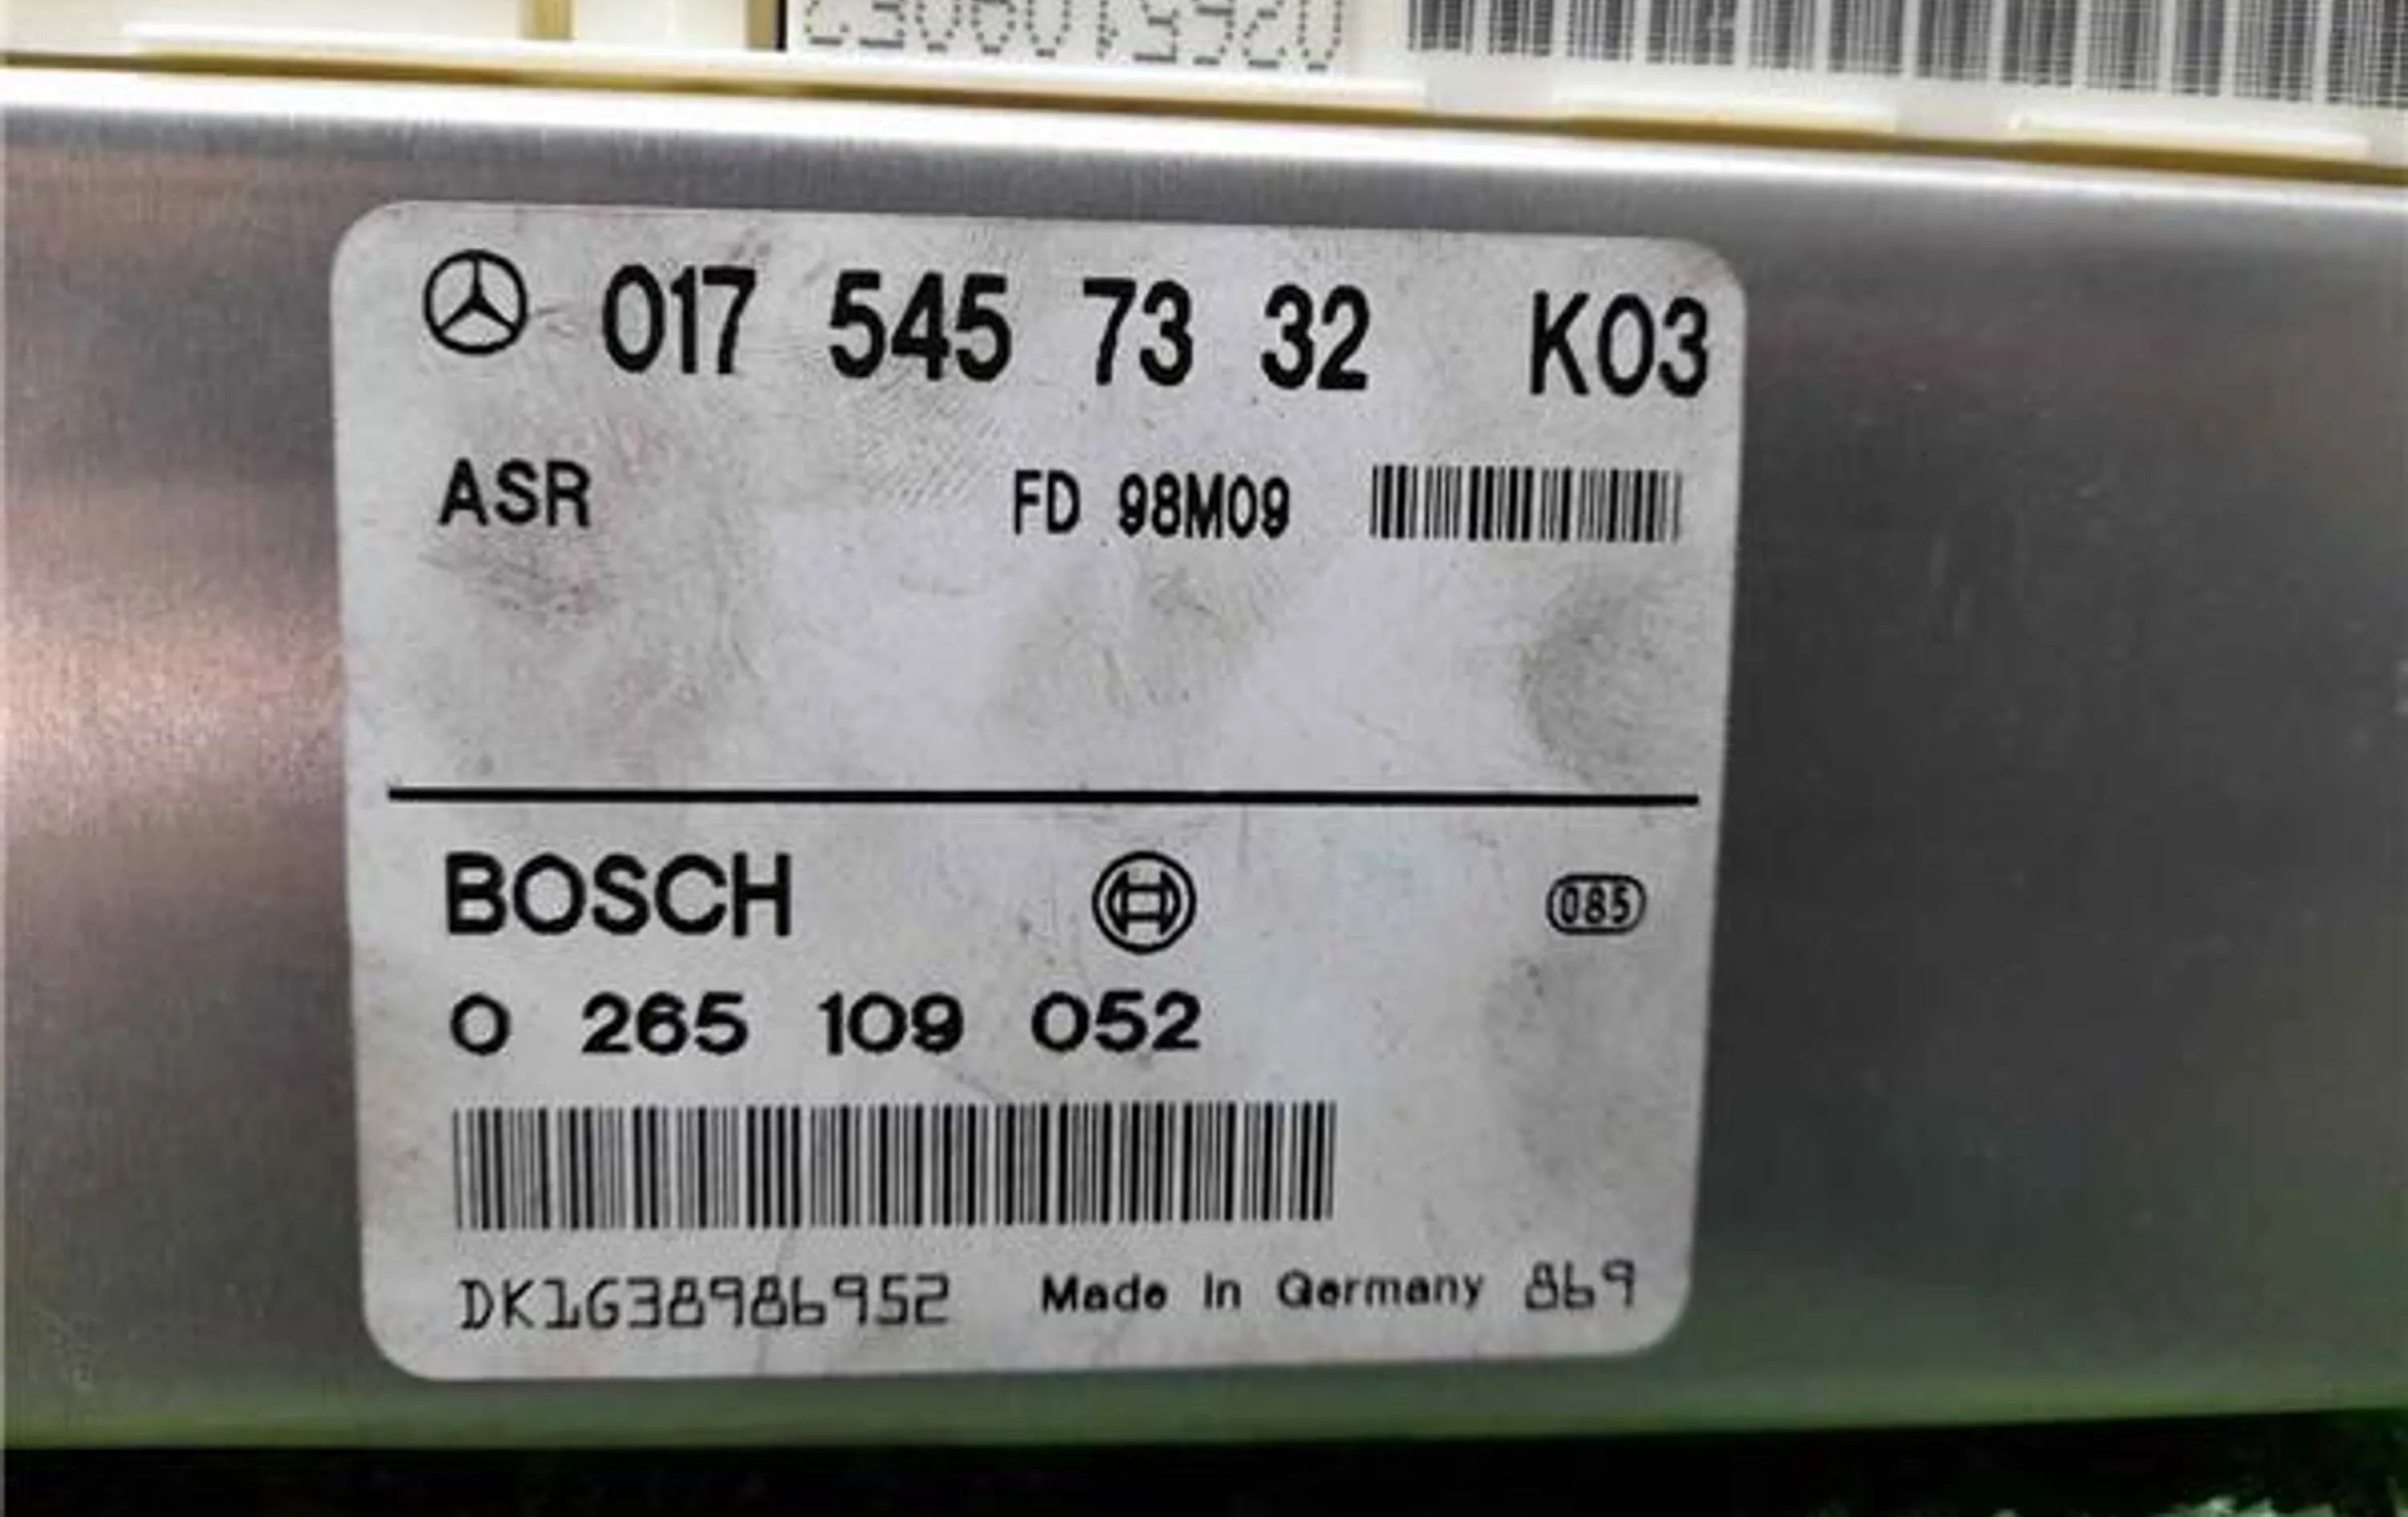 017 545 73 32 K03
ASR FD 98M09
BOSCH 085
0 265 109 052
DK1G38986952 Made in Germany 869